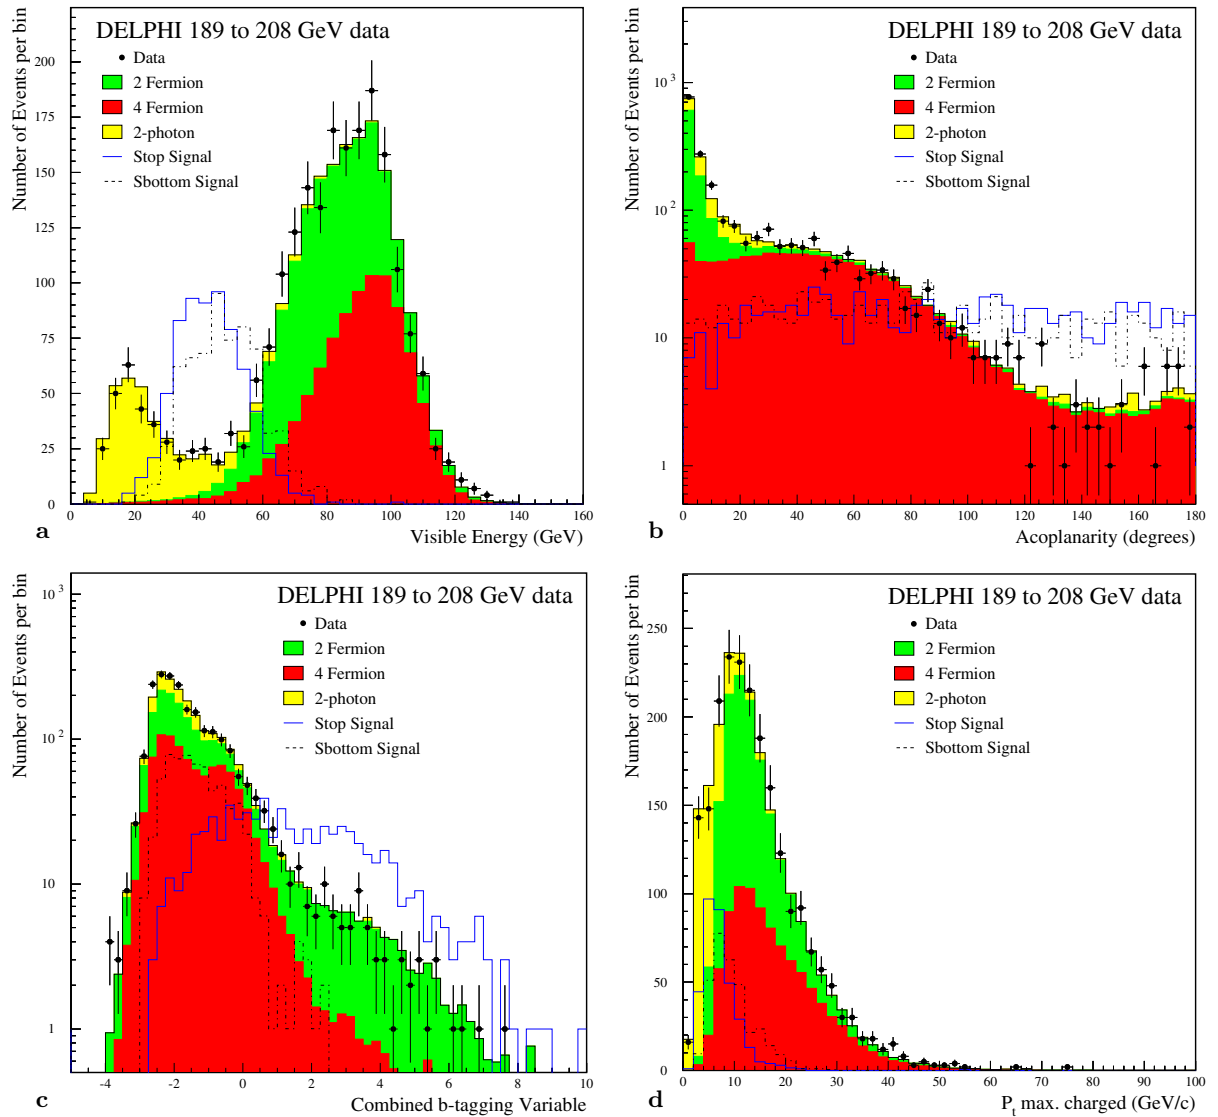 DELPHI 189 to 208 GeV data
Data
2 Fermion
4 Fermion
2-photon
Stop Signal
Sbottom Signal
Number of Events per bin
200
175
150
125
100
75
50
25
0
0 20 40 60 80 100 120 140 160
a
Visible Energy (GeV)
DELPHI 189 to 208 GeV data
Data
2 Fermion
4 Fermion
2-photon
Stop Signal
Sbottom Signal
Number of Events per bin
10 3
10 2
10
1
0 20 40 60 80 100 120 140 160 180
b
Acoplanarity (degrees)
DELPHI 189 to 208 GeV data
Data
2 Fermion
4 Fermion
2-photon
Stop Signal
Sbottom Signal
Number of Events per bin
10 3
10 2
10
1
-4 -2 0 2 4 6 8 10
c
Combined b-tagging Variable
DELPHI 189 to 208 GeV data
Data
2 Fermion
4 Fermion
2-photon
Stop Signal
Sbottom Signal
Number of Events per bin
250
200
150
100
50
0
0 10 20 30 40 50 60 70 80 90 100
d
Pt max. charged (GeV/c)